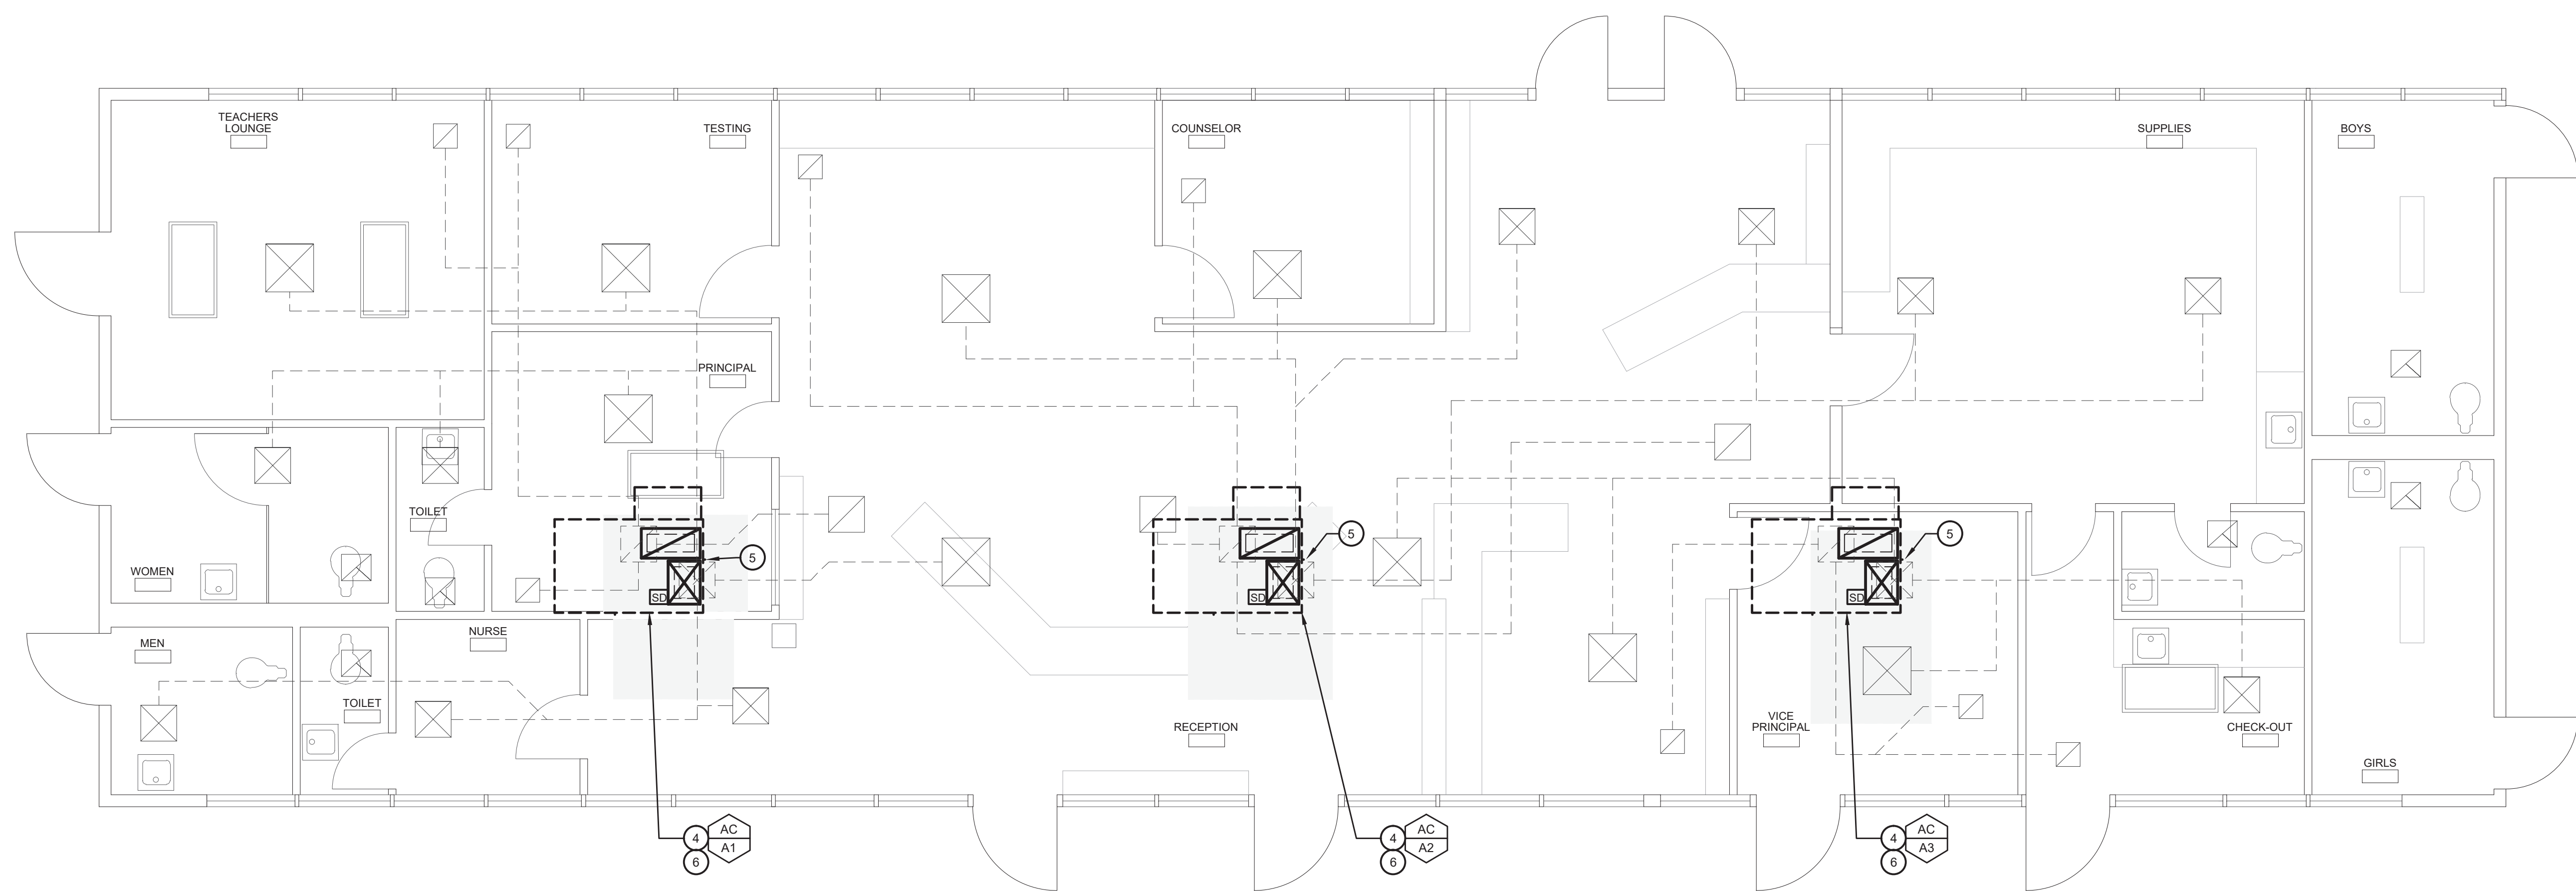 TEACHERS
LOUNGE
TESTING
COUNSELOR
SUPPLIES
BOYS
PRINCIPAL
TOILET
WOMEN
5
5
5
SD
SD
SD
MEN
NURSE
TOILET
RECEPTION
VICE
PRINCIPAL
CHECK-OUT
GIRLS
4
AC
A1
6
4
AC
A2
6
4
AC
A3
6